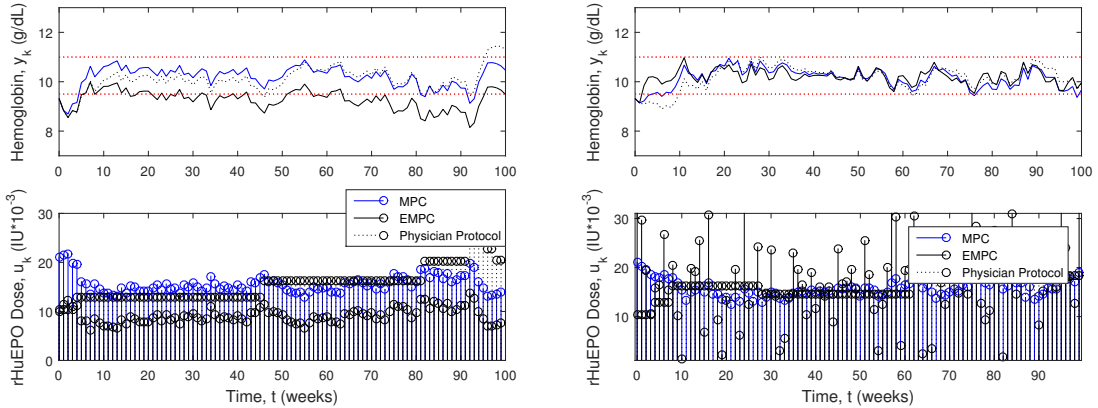 Hemoglobin, y_k (g/dL)
12
10
8
0 10 20 30 40 50 60 70 80 90 100
rHuEPO Dose, u_k (IU*10^-3)
30
20
10
0
MPC
EMPC
Physician Protocol
0 10 20 30 40 50 60 70 80 90 100
Time, t (weeks)
Hemoglobin, y_k (g/dL)
12
10
8
0 10 20 30 40 50 60 70 80 90 100
rHuEPO Dose, u_k (IU*10^-3)
30
20
10
MPC
EMPC
Physician Protocol
0 10 20 30 40 50 60 70 80 90
Time, t (weeks)